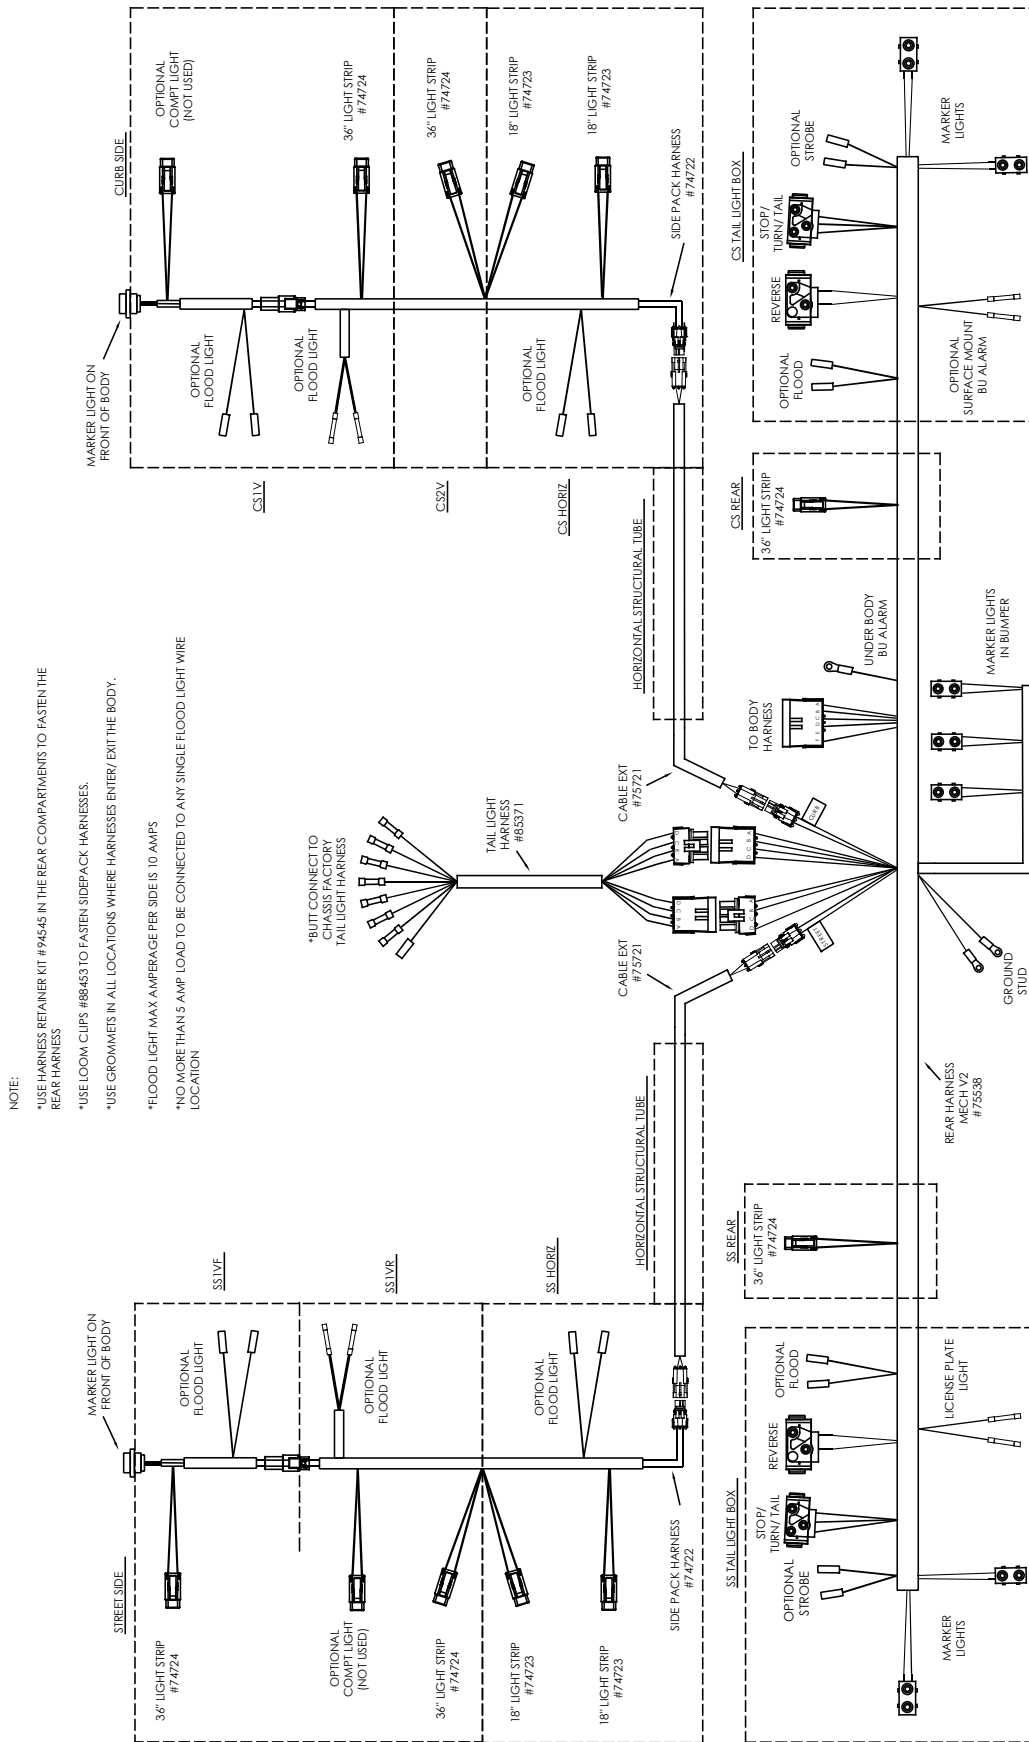 NOTE:
*USE HARNESS RETAINER KIT #94545 IN THE REAR COMPARTMENTS TO FASTEN THE
REAR HARNESS
*USE LOOM CLIPS #88453 TO FASTEN SIDEPACK HARNESSES.
*USE GROMMETS IN ALL LOCATIONS WHERE HARNESSES ENTER/ EXIT THE BODY.
*FLOOD LIGHT MAX AMPERAGE PER SIDE IS 10 AMPS
*NO MORE THAN 5 AMP LOAD TO BE CONNECTED TO ANY SINGLE FLOOD LIGHT WIRE
LOCATION
STREET SIDE
MARKER LIGHT ON
FRONT OF BODY
SS1VF
36" LIGHT STRIP
#74724
OPTIONAL
FLOOD LIGHT
SS1VR
OPTIONAL
COMPT LIGHT
(NOT USED)
OPTIONAL
FLOOD LIGHT
36" LIGHT STRIP
#74724
SS HORIZ
18" LIGHT STRIP
#74723
OPTIONAL
FLOOD LIGHT
18" LIGHT STRIP
#74723
SIDE PACK HARNESS
#74722
HORIZONTAL STRUCTURAL TUBE
CABLE EXT
#75721
STREET
*BUTT CONNECT TO
CHASSIS FACTORY
TAIL LIGHT HARNESS
TAIL LIGHT
HARNESS
#85371
D C B A
D C B A
D C B A
D C B A
CABLE EXT
#75721
CURB
HORIZONTAL STRUCTURAL TUBE
CURB SIDE
MARKER LIGHT ON
FRONT OF BODY
CS1V
OPTIONAL
COMPT LIGHT
(NOT USED)
OPTIONAL
FLOOD LIGHT
36" LIGHT STRIP
#74724
OPTIONAL
FLOOD LIGHT
CS2V
36" LIGHT STRIP
#74724
CS HORIZ
18" LIGHT STRIP
#74723
OPTIONAL
FLOOD LIGHT
18" LIGHT STRIP
#74723
SIDE PACK HARNESS
#74722
SS TAIL LIGHT BOX
OPTIONAL
STROBE
STOP/
TURN/ TAIL
REVERSE
OPTIONAL
FLOOD
MARKER
LIGHTS
LICENSE PLATE
LIGHT
SS REAR
36" LIGHT STRIP
#74724
REAR HARNESS
MECH V2
#75538
GROUND
STUD
TO BODY
HARNESS
F E D C B A
UNDER BODY
BU ALARM
MARKER LIGHTS
IN BUMPER
CS REAR
36" LIGHT STRIP
#74724
CS TAIL LIGHT BOX
OPTIONAL
FLOOD
REVERSE
STOP/
TURN/ TAIL
OPTIONAL
STROBE
OPTIONAL
SURFACE MOUNT
BU ALARM
MARKER
LIGHTS